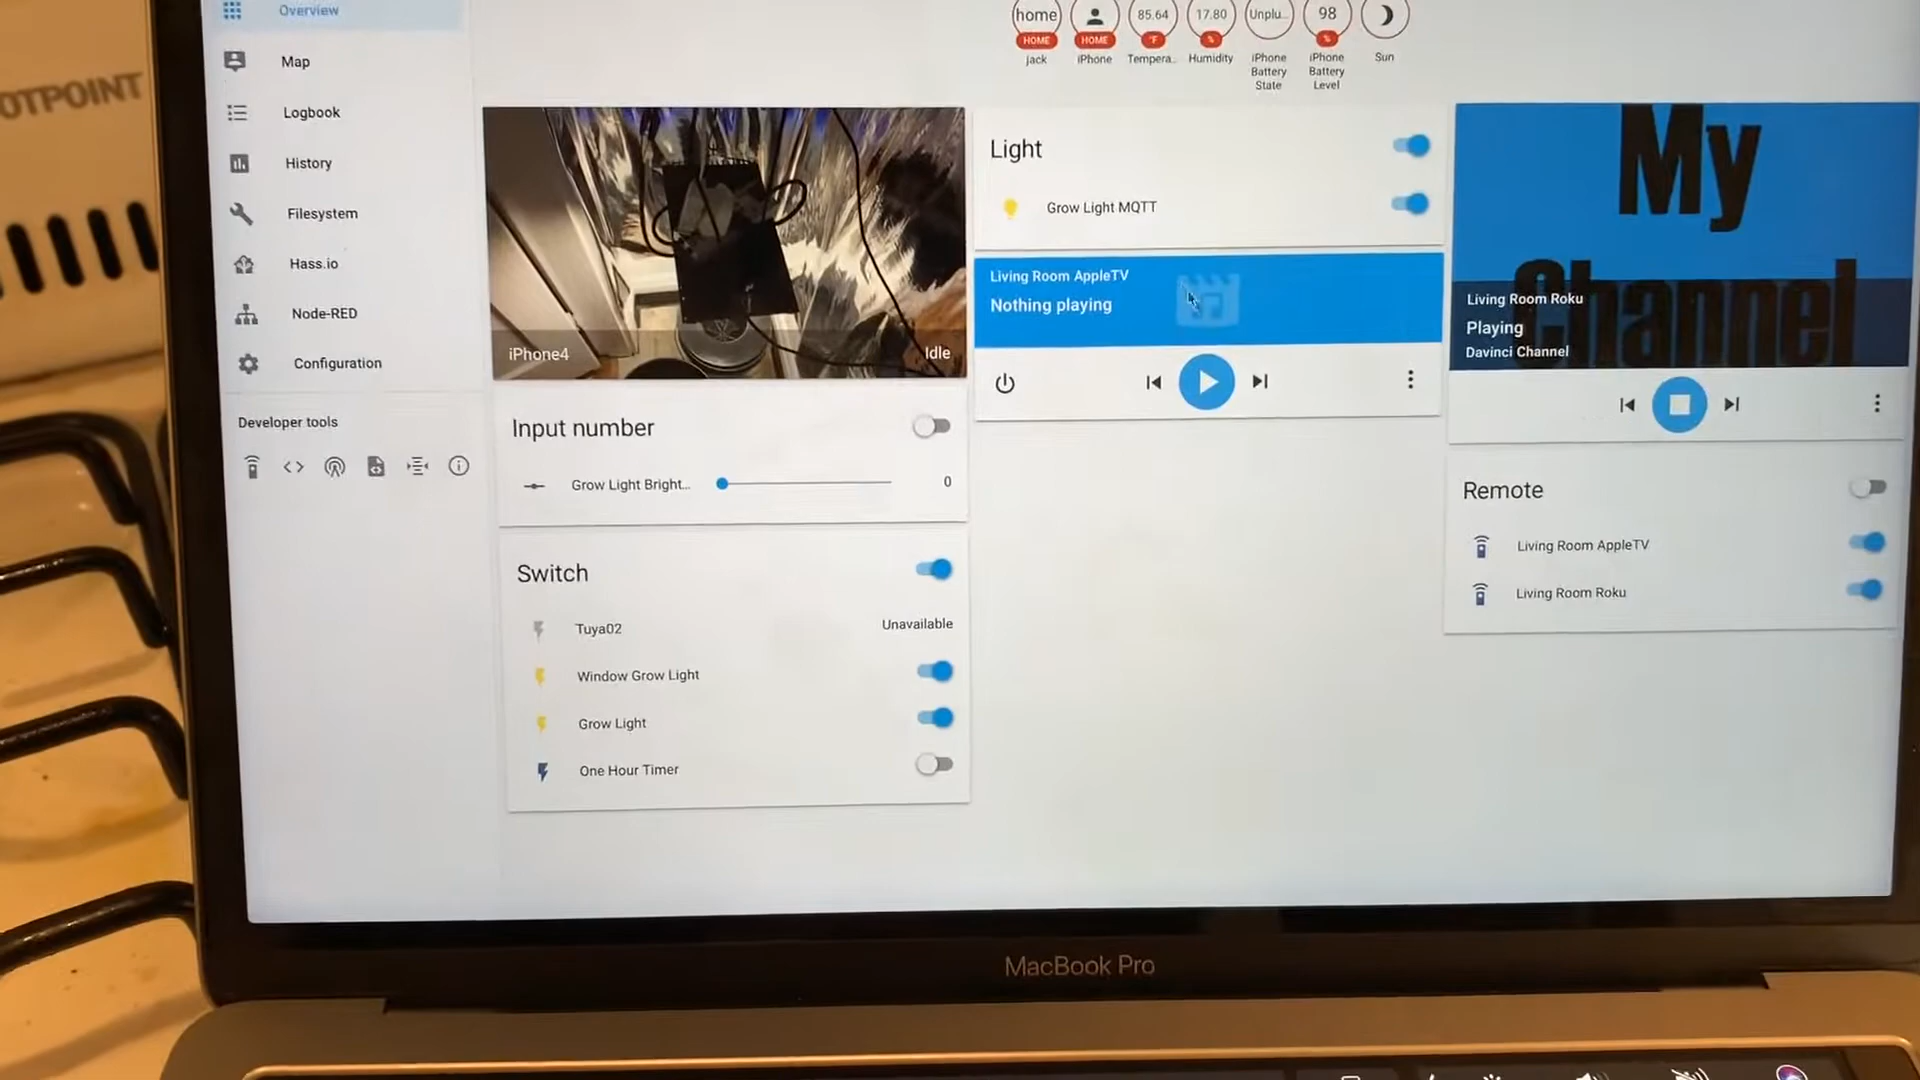 OTPOINT
Overview
Map
Logbook
History
Filesystem
Hass.io
Node-RED
Configuration
Developer tools
home
HOME
jack
HOME
iPhone
85.64
°F
Tempera...
17.80
%
Humidity
Unplu...
iPhone
Battery
State
98
%
iPhone
Battery
Level
Sun
iPhone4
Idle
Input number
Grow Light Bright...
0
Switch
Tuya02
Unavailable
Window Grow Light
Grow Light
One Hour Timer
Light
Grow Light MQTT
Living Room AppleTV
Nothing playing
My
Channel
Living Room Roku
Playing
Davinci Channel
Remote
Living Room AppleTV
Living Room Roku
MacBook Pro